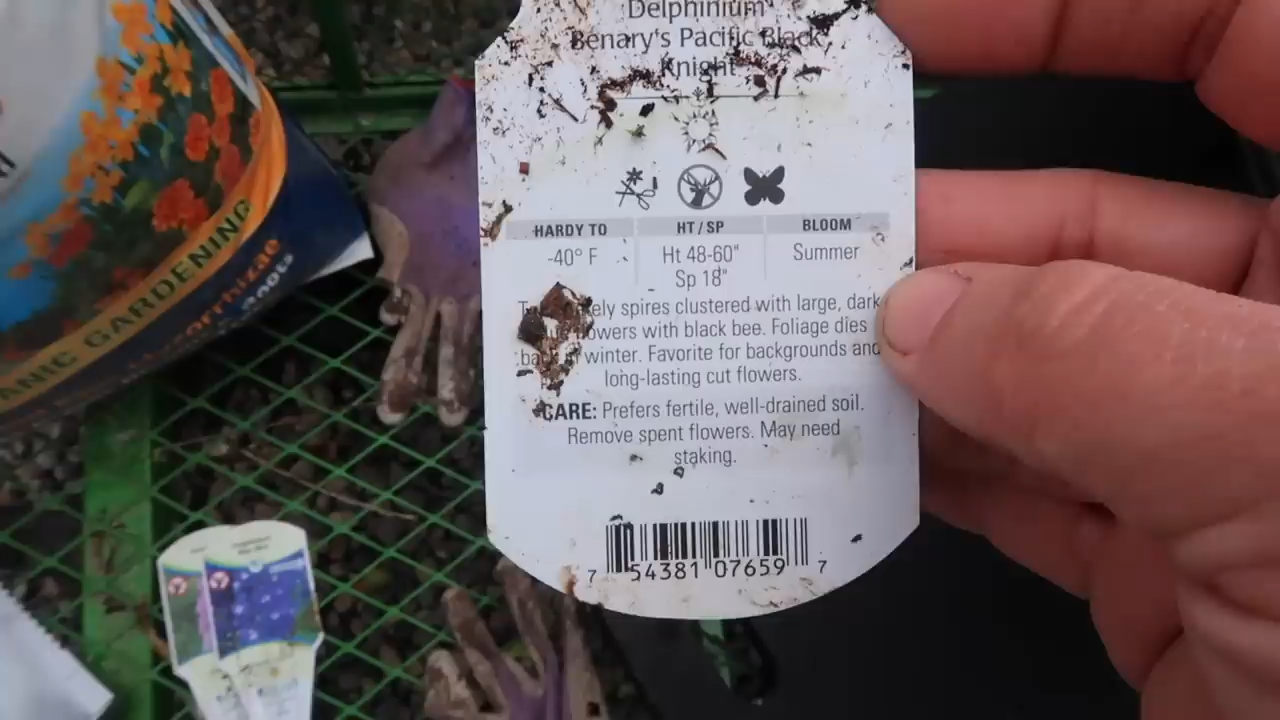 Delphinium
Benary's Pacific Black
Knight
HARDY TO
HT / SP
BLOOM
-40° F
Ht 48-60"
Sp 18"
Summer
spires clustered with large, dark
flowers with black bee. Foliage dies
back in winter. Favorite for backgrounds and
long-lasting cut flowers.
CARE: Prefers fertile, well-drained soil.
Remove spent flowers. May need
staking.
7 54381 07659 7
ANIC GARDENING